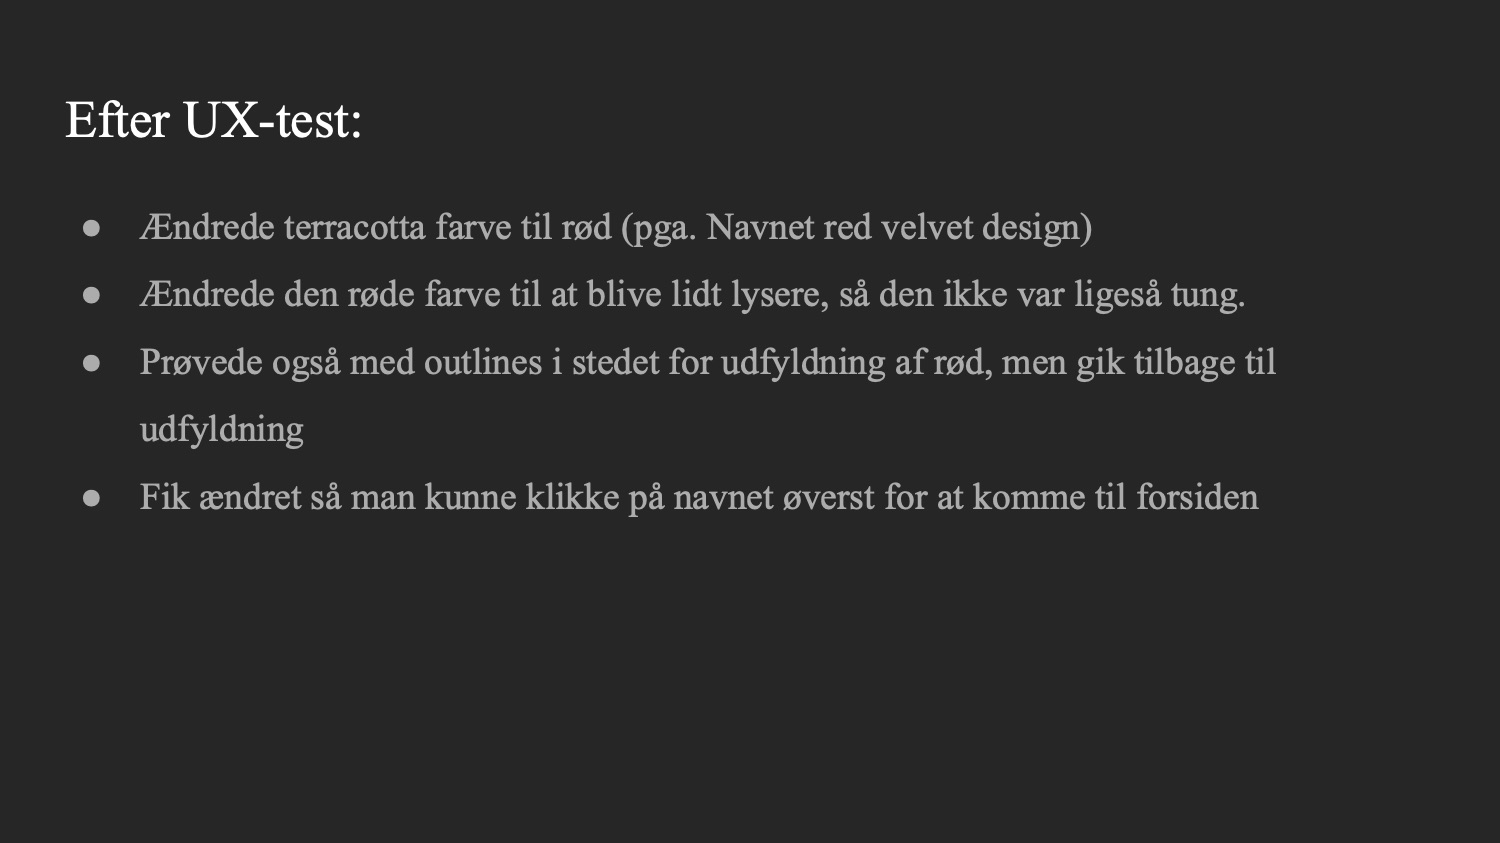 Efter UX-test:
● Ændrede terracotta farve til rød (pga. Navnet red velvet design)
● Ændrede den røde farve til at blive lidt lysere, så den ikke var ligeså tung.
● Prøvede også med outlines i stedet for udfyldning af rød, men gik tilbage til
udfyldning
● Fik ændret så man kunne klikke på navnet øverst for at komme til forsiden